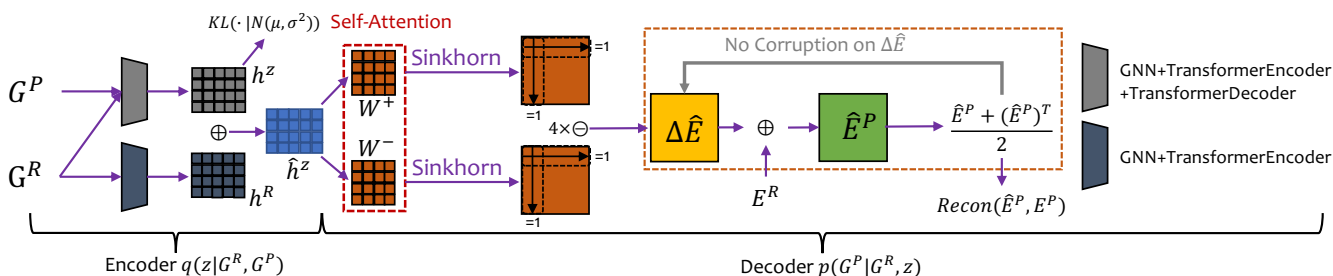 KL(· |N(μ, σ²))
Self-Attention
G^P
h^z
W^+
Sinkhorn
=1
=1
No Corruption on ΔÊ
GNN+TransformerEncoder
+TransformerDecoder
⊕
ĥ^z
4×⊖
ΔÊ
⊕
Ê^P
Ê^P + (Ê^P)^T
2
G^R
h^R
W^-
Sinkhorn
=1
=1
E^R
Recon(Ê^P, E^P)
GNN+TransformerEncoder
Encoder q(z|G^R, G^P)
Decoder p(G^P|G^R, z)